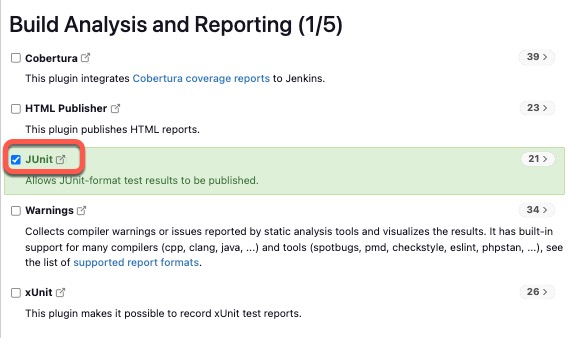 Build Analysis and Reporting (1/5)
Cobertura 39 >
This plugin integrates Cobertura coverage reports to Jenkins.
HTML Publisher 23 >
This plugin publishes HTML reports.
JUnit 21 >
Allows JUnit-format test results to be published.
Warnings 34 >
Collects compiler warnings or issues reported by static analysis tools and visualizes the results. It has built-in
support for many compilers (cpp, clang, java, ...) and tools (spotbugs, pmd, checkstyle, eslint, phpstan, ...), see
the list of supported report formats.
xUnit 26 >
This plugin makes it possible to record xUnit test reports.